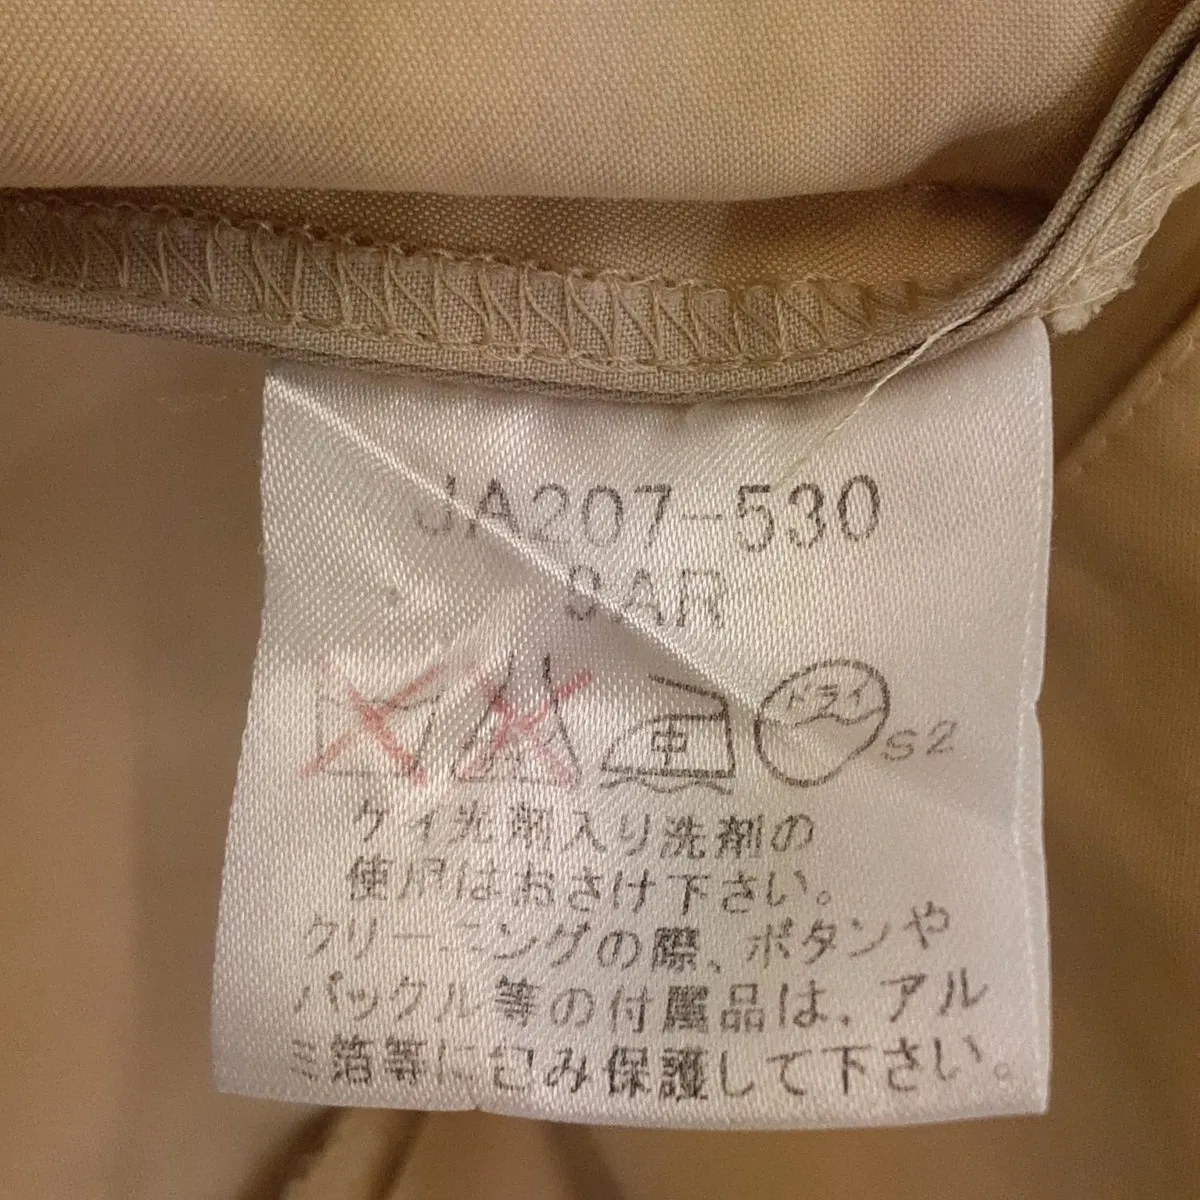 JA207-530
AR
中
ドライ
S2
ケイ光剤入り洗剤の
使用はおさけ下さい。
クリーニングの際、ボタンや
バックル等の付属品は、アル
ミ箔等に包み保護して下さい。